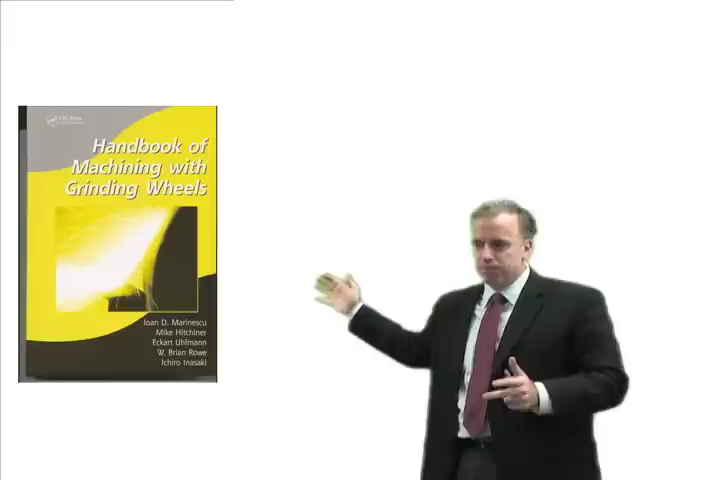 Handbook of
Machining with
Grinding Wheels
Ioan D. Marinescu
Mike Hitchiner
Eckart Uhlmann
W. Brian Rowe
Ichiro Inasaki